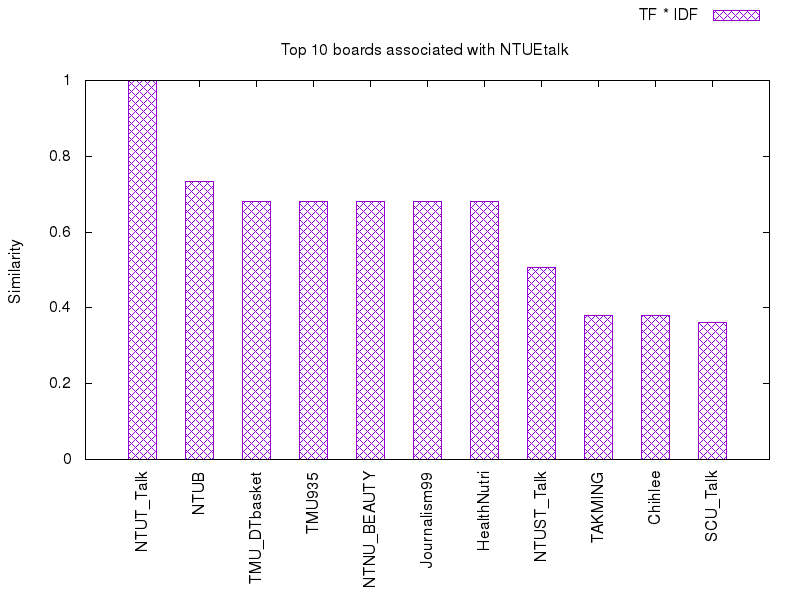 TF * IDF
Top 10 boards associated with NTUEtalk
1
0.8
0.6
0.4
0.2
0
Similarity
NTUT_Talk
NTUB
TMU_DTbasket
TMU935
NTNU_BEAUTY
Journalism99
HealthNutri
NTUST_Talk
TAKMING
Chihlee
SCU_Talk